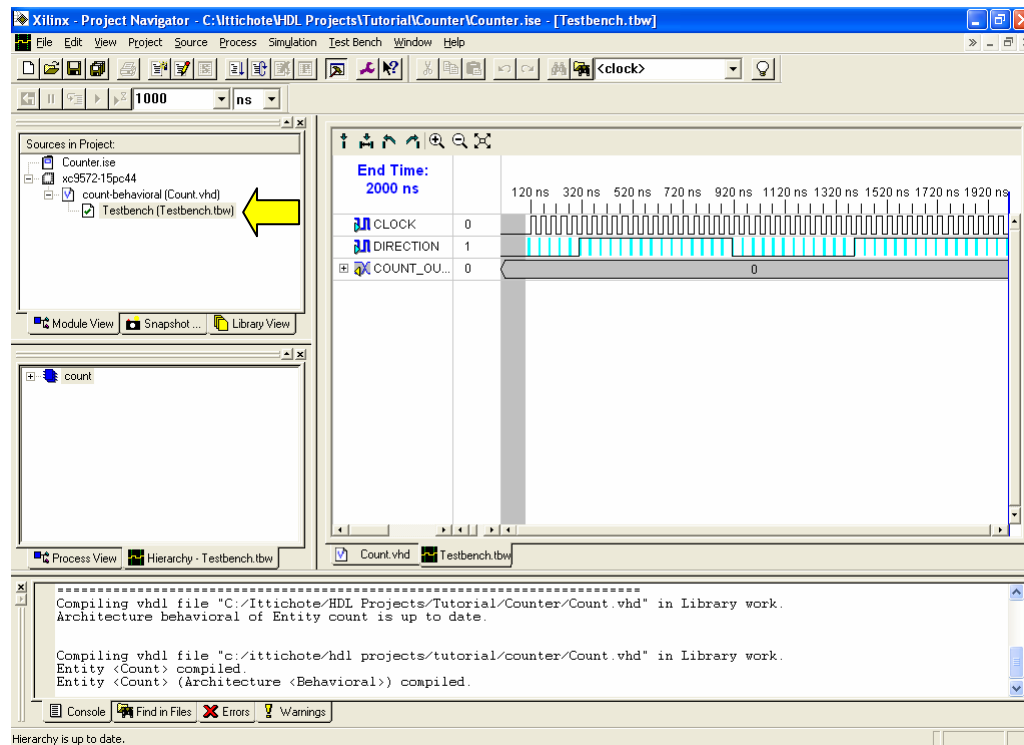 Xilinx - Project Navigator - C:\Ittichote\HDL Projects\Tutorial\Counter\Counter.ise - [Testbench.tbw]
File Edit View Project Source Process Simulation Test Bench Window Help
<clock>
1000 ns
Sources in Project:
Counter.ise
xc9572-15pc44
count-behavioral (Count.vhd)
Testbench (Testbench.tbw)
Module View Snapshot ... Library View
count
Process View Hierarchy - Testbench.tbw
End Time:
2000 ns
120 ns 320 ns 520 ns 720 ns 920 ns 1120 ns 1320 ns 1520 ns 1720 ns 1920 ns
CLOCK 0
DIRECTION 1
COUNT_OU... 0 0
Count.vhd Testbench.tbw
=========================================================================
Compiling vhdl file "C:/Ittichote/HDL Projects/Tutorial/Counter/Count.vhd" in Library work.
Architecture behavioral of Entity count is up to date.
Compiling vhdl file "c:/ittichote/hdl projects/tutorial/counter/Count.vhd" in Library work.
Entity <Count> compiled.
Entity <Count> (Architecture <Behavioral>) compiled.
Console Find in Files Errors Warnings
Hierarchy is up to date.